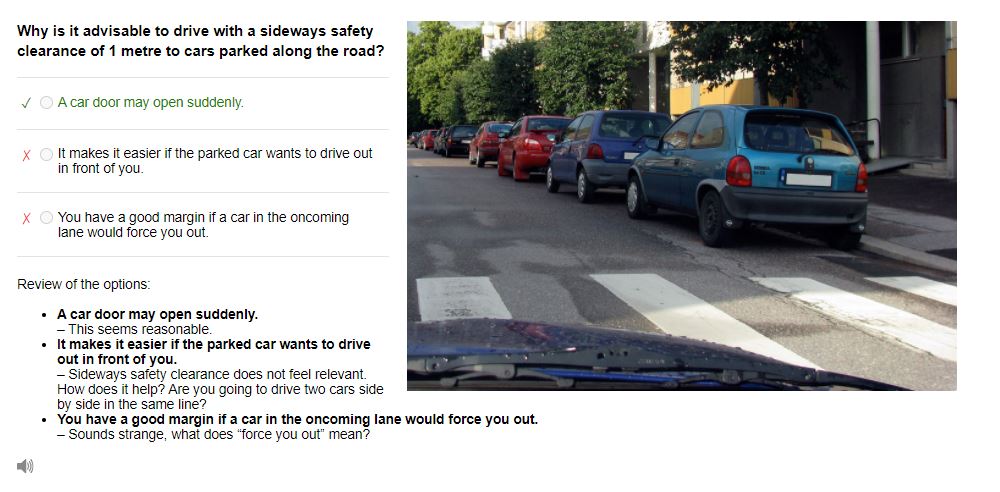 Why is it advisable to drive with a sideways safety
clearance of 1 metre to cars parked along the road?
A car door may open suddenly.
It makes it easier if the parked car wants to drive out
in front of you.
You have a good margin if a car in the oncoming
lane would force you out.
Review of the options:
• A car door may open suddenly.
– This seems reasonable.
• It makes it easier if the parked car wants to drive
out in front of you.
– Sideways safety clearance does not feel relevant.
How does it help? Are you going to drive two cars side
by side in the same line?
• You have a good margin if a car in the oncoming lane would force you out.
– Sounds strange, what does “force you out” mean?